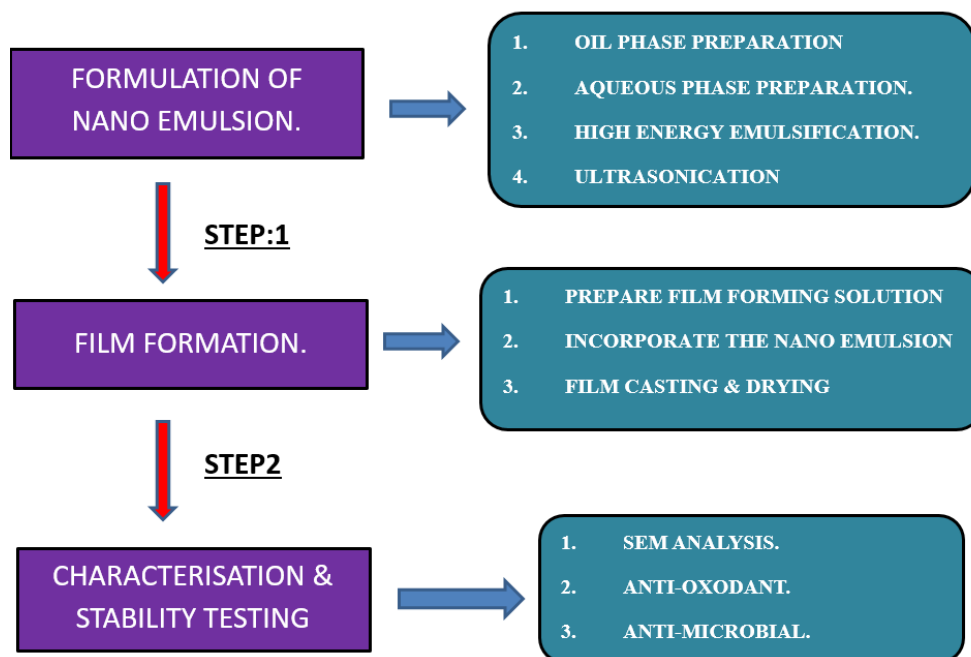 FORMULATION OF
NANO EMULSION.
1. OIL PHASE PREPARATION
2. AQUEOUS PHASE PREPARATION.
3. HIGH ENERGY EMULSIFICATION.
4. ULTRASONICATION
STEP:1
FILM FORMATION.
1. PREPARE FILM FORMING SOLUTION
2. INCORPORATE THE NANO EMULSION
3. FILM CASTING & DRYING
STEP2
CHARACTERISATION &
STABILITY TESTING
1. SEM ANALYSIS.
2. ANTI-OXODANT.
3. ANTI-MICROBIAL.